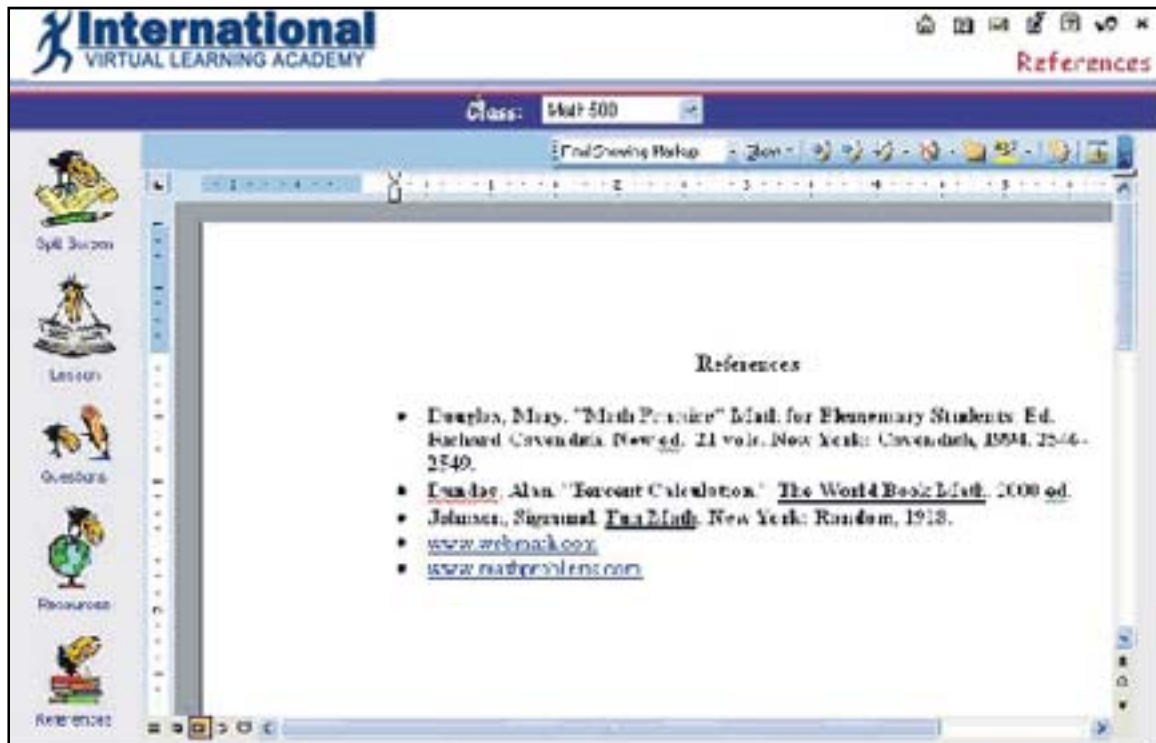 International
VIRTUAL LEARNING ACADEMY
References
Class: Math 500
Final Showing Markup Show
Split Screen
Lesson
Questions
Resources
References
References
Douglas, Mary. "Math Practice" Math for Elementary Students. Ed.
Richard Cavendish. New ed. 21 vols. New York: Cavendish, 1994. 2546-
2549.
Alan. "Percent Calculation." The World Book Math. 2000 ed.
Johnson, Sigmund. Fun Math. New York: Random, 1918.
www.webmath.com
www.mathproblems.com